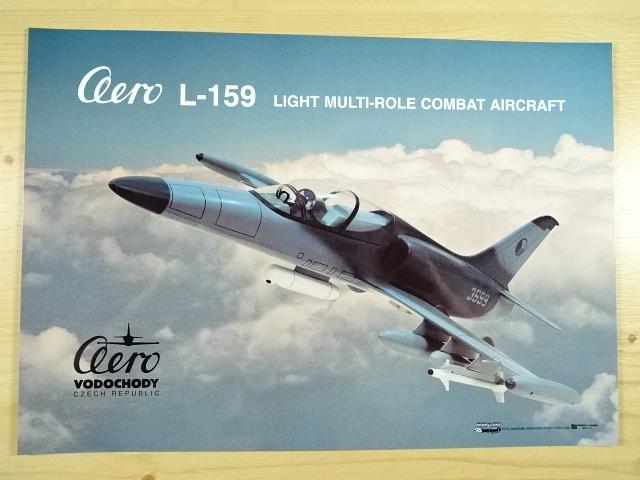 Aero L-159 LIGHT MULTI-ROLE COMBAT AIRCRAFT
3599
Aero
VODOCHODY
CZECH REPUBLIC